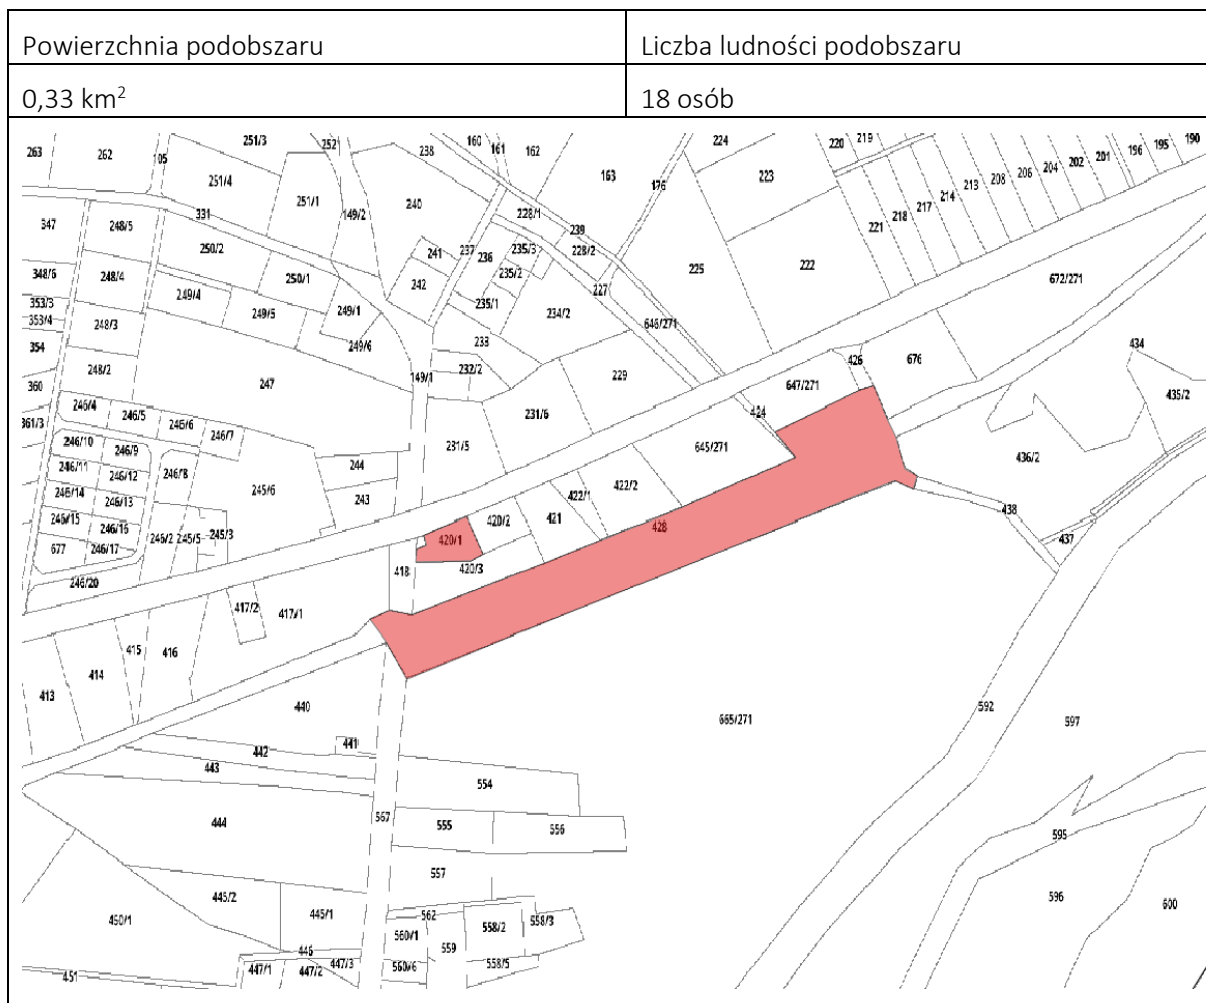 Powierzchnia podobszaru
Liczba ludności podobszaru
0,33 km²
18 osób
263 262 105 251/3 252 238 160 161 162 163 176 224 223 220 219 190 195 196 201 202 204 206 208 213 214 217 218 221
251/4 251/1 149/2 240 228/1 239 228/2 227
347 248/5 331 250/2 250/1 241 237 236 235/3 235/2 225 222 672/271
348/6 248/4 249/4 249/5 249/1 242 235/1 234/2 646/271
353/3
353/4 248/3 249/6 233
354 248/2 247 149/1 232/2 229 647/271 426 676 434
360 246/4 246/5 246/6 246/7 231/5 231/6 424 435/2
361/3 246/10 246/9 246/8 244 645/271 436/2
246/11 246/12 245/6 243 422/2 422/1
246/14 246/13
246/15 246/16 246/2 245/5 245/3 420/1 420/2 421 428 438
677 246/17 418 420/3 437
246/20 417/2 417/1
413 414 415 416
440 665/271 592 597
442 441
443 554
444 567 555 556 595
557
450/1 445/2 445/1 562 558/2 558/3 596 600
446 560/1 559
451 447/1 447/2 447/3 560/6 558/5